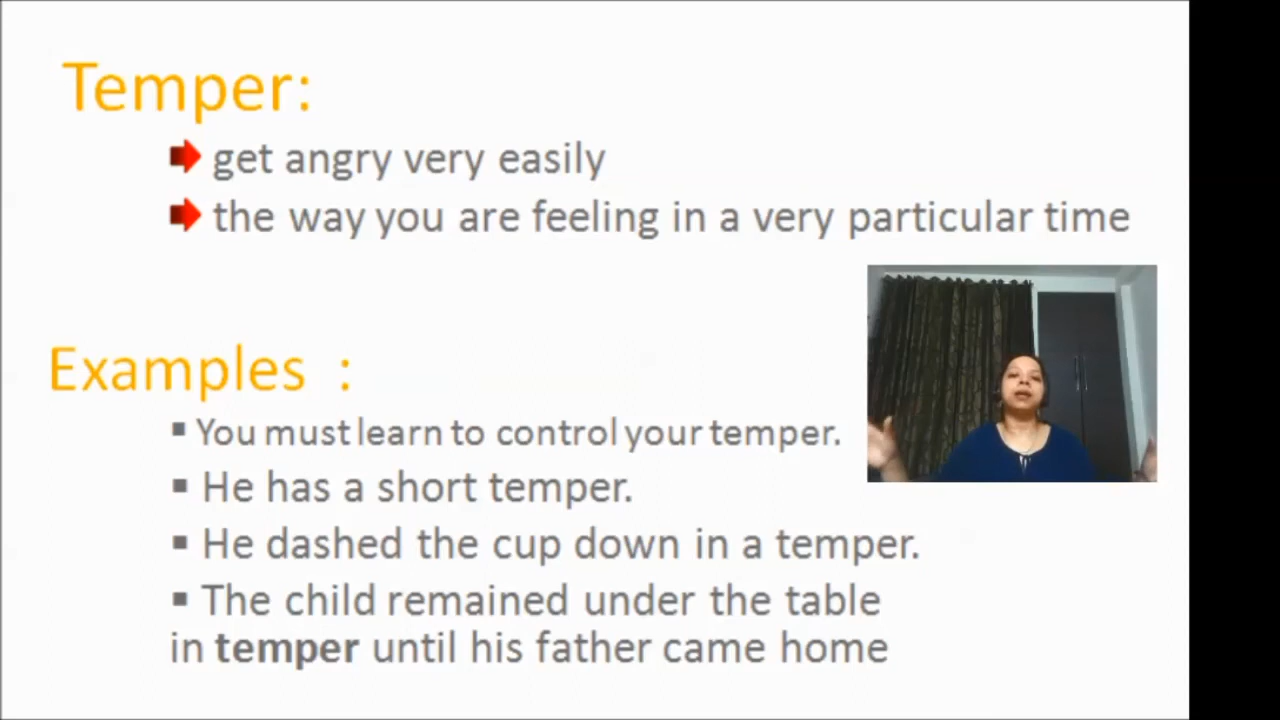 Temper:
get angry very easily
the way you are feeling in a very particular time
Examples :
▪ You must learn to control your temper.
▪ He has a short temper.
▪ He dashed the cup down in a temper.
▪ The child remained under the table
in temper until his father came home